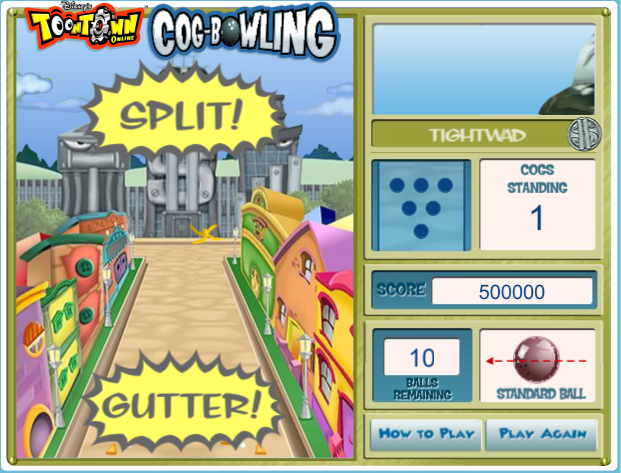 Disney's
TOONTOWN
ONLINE
COG-BOWLING
SPLIT!
GUTTER!
TIGHTWAD
COGS
STANDING
1
SCORE 500000
10
BALLS
REMAINING
STANDARD BALL
HOW TO PLAY
PLAY AGAIN